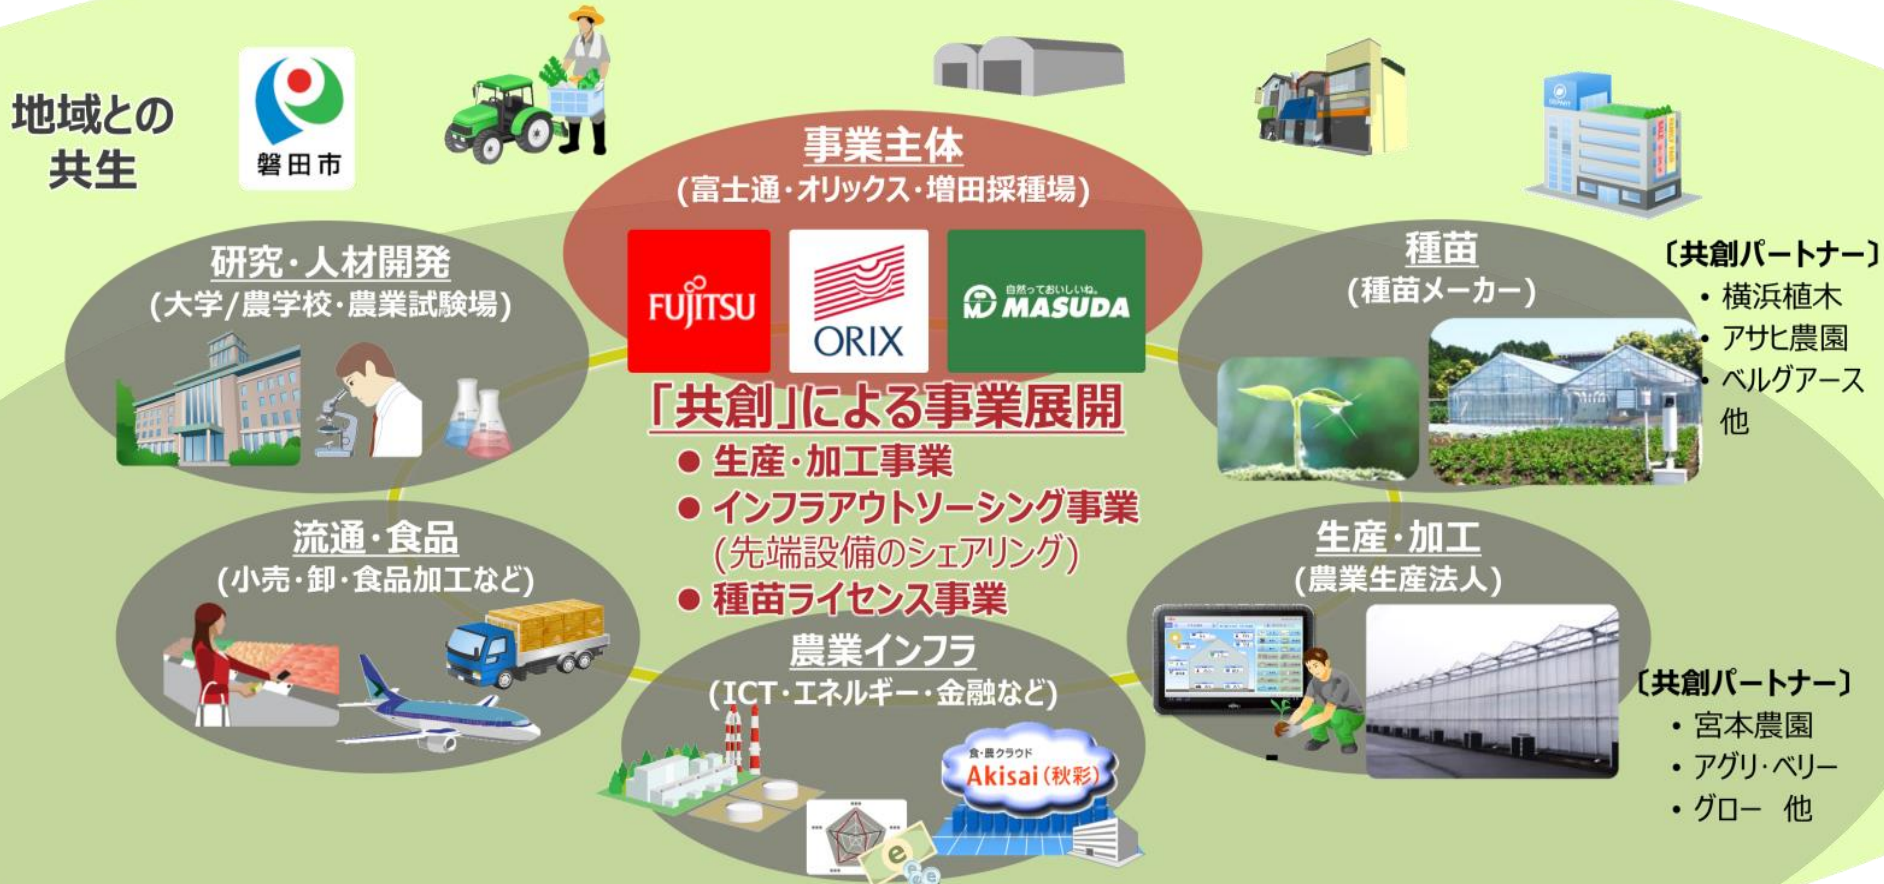 地域との
共生
磐田市
事業主体
(富士通・オリックス・増田採種場)
FUJITSU
ORIX
自然っておいしいね。
MASUDA
研究・人材開発
(大学/農学校・農業試験場)
種苗
(種苗メーカー)
〔共創パートナー〕
• 横浜植木
• アサヒ農園
• ベルグアース
他
「共創」による事業展開
● 生産・加工事業
● インフラアウトソーシング事業
(先端設備のシェアリング)
● 種苗ライセンス事業
流通・食品
(小売・卸・食品加工など)
生産・加工
(農業生産法人)
〔共創パートナー〕
• 宮本農園
• アグリ・ベリー
• グロー 他
農業インフラ
(ICT・エネルギー・金融など)
食・農クラウド
Akisai(秋彩)